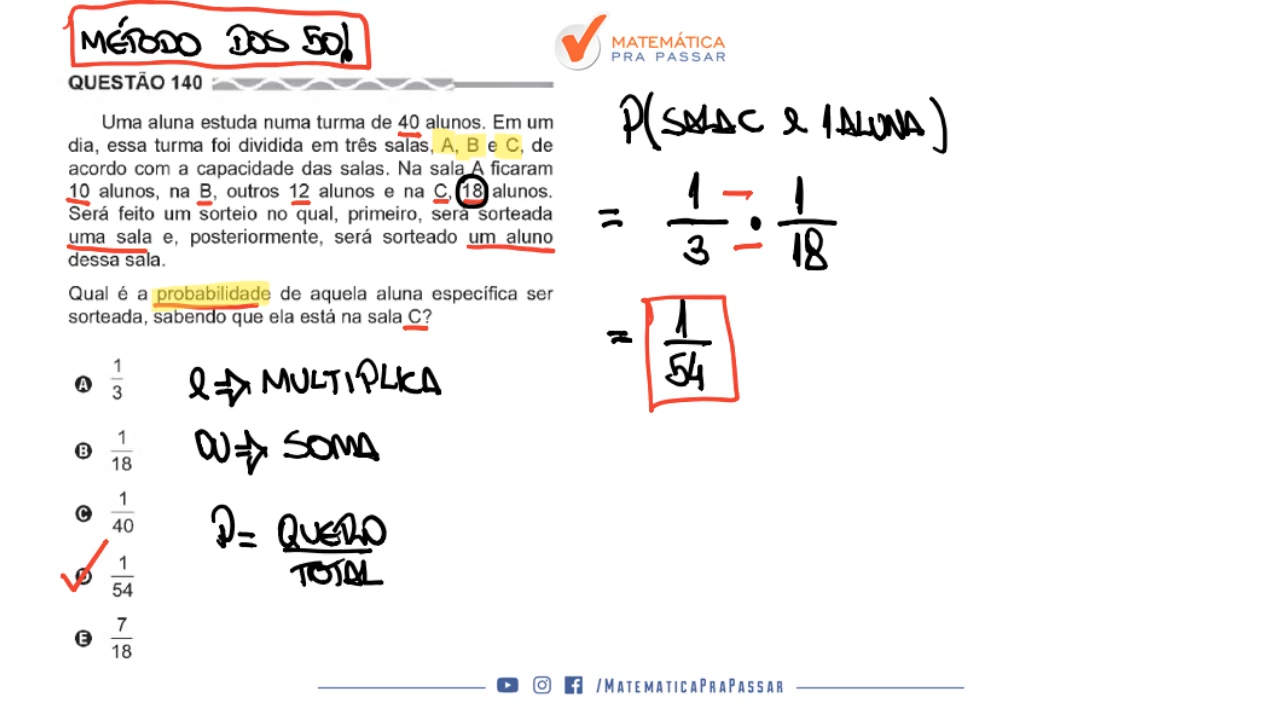 MÉTODO DOS 50!
MATEMÁTICA
PRA PASSAR
QUESTÃO 140
Uma aluna estuda numa turma de 40 alunos. Em um
dia, essa turma foi dividida em três salas, A, B e C, de
acordo com a capacidade das salas. Na sala A ficaram
10 alunos, na B, outros 12 alunos e na C, 18 alunos.
Será feito um sorteio no qual, primeiro, será sorteada
uma sala e, posteriormente, será sorteado um aluno
dessa sala.
Qual é a probabilidade de aquela aluna específica ser
sorteada, sabendo que ela está na sala C?
A 1/3
B 1/18
C 1/40
D 1/54
E 7/18
e ⇒ MULTIPLICA
OU ⇒ SOMA
P = QUERO/TOTAL
P(SALA C e 1 ALUNA)
= 1/3 · 1/18
= 1/54
/MATEMATICAPRAPASSAR